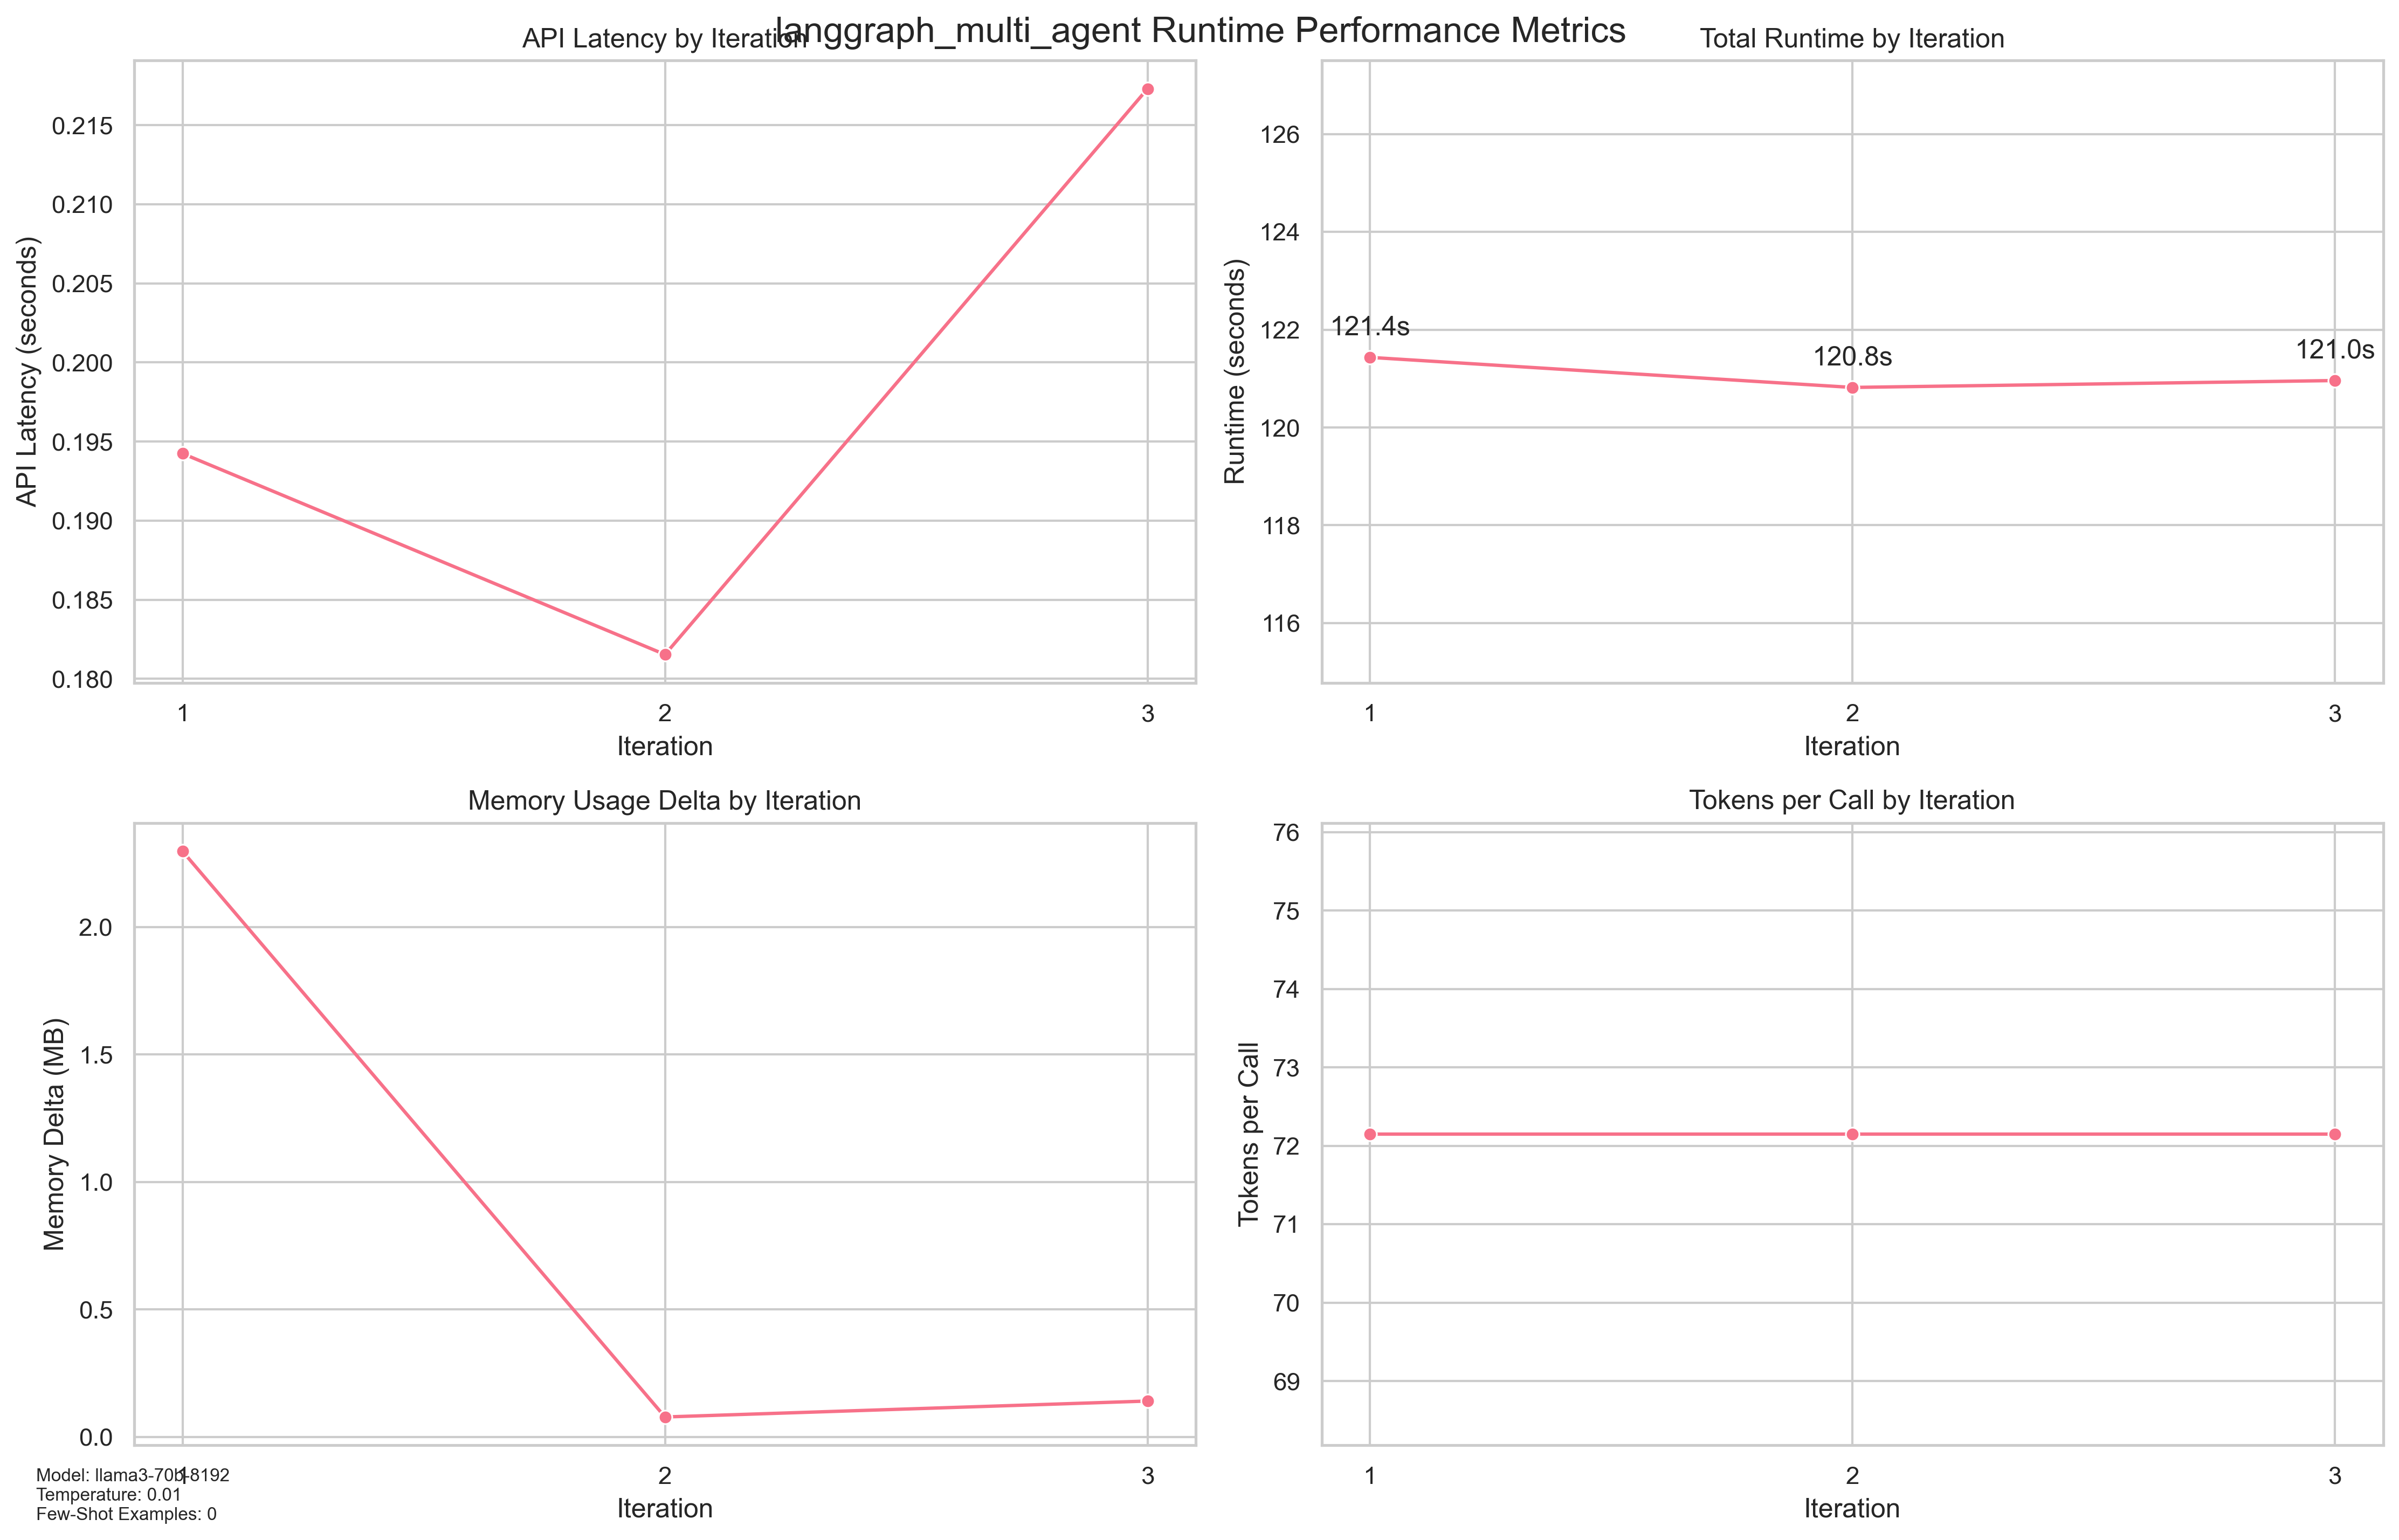 langgraph_multi_agent Runtime Performance Metrics
API Latency by Iteration
API Latency (seconds)
0.215
0.210
0.205
0.200
0.195
0.190
0.185
0.180
1 2 3
Iteration
Total Runtime by Iteration
Runtime (seconds)
126
124
122
120
118
116
121.4s
120.8s
121.0s
1 2 3
Iteration
Memory Usage Delta by Iteration
Memory Delta (MB)
2.0
1.5
1.0
0.5
0.0
1 2 3
Iteration
Tokens per Call by Iteration
Tokens per Call
76
75
74
73
72
71
70
69
1 2 3
Iteration
Model: llama3-70b-8192
Temperature: 0.01
Few-Shot Examples: 0